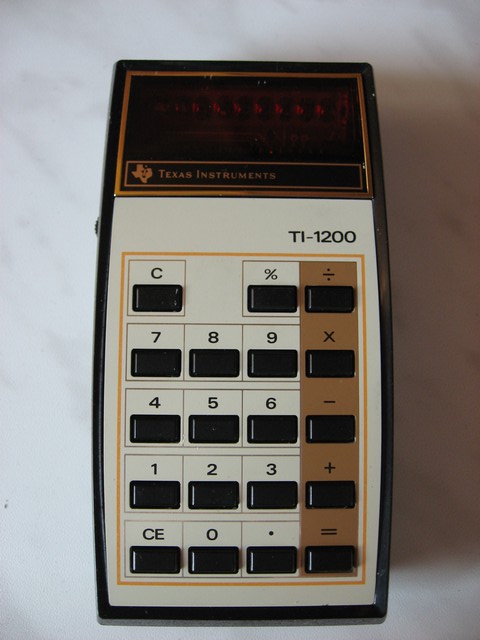 TEXAS INSTRUMENTS
TI-1200
C % ÷
7 8 9 X
4 5 6 −
1 2 3 +
CE 0 . =